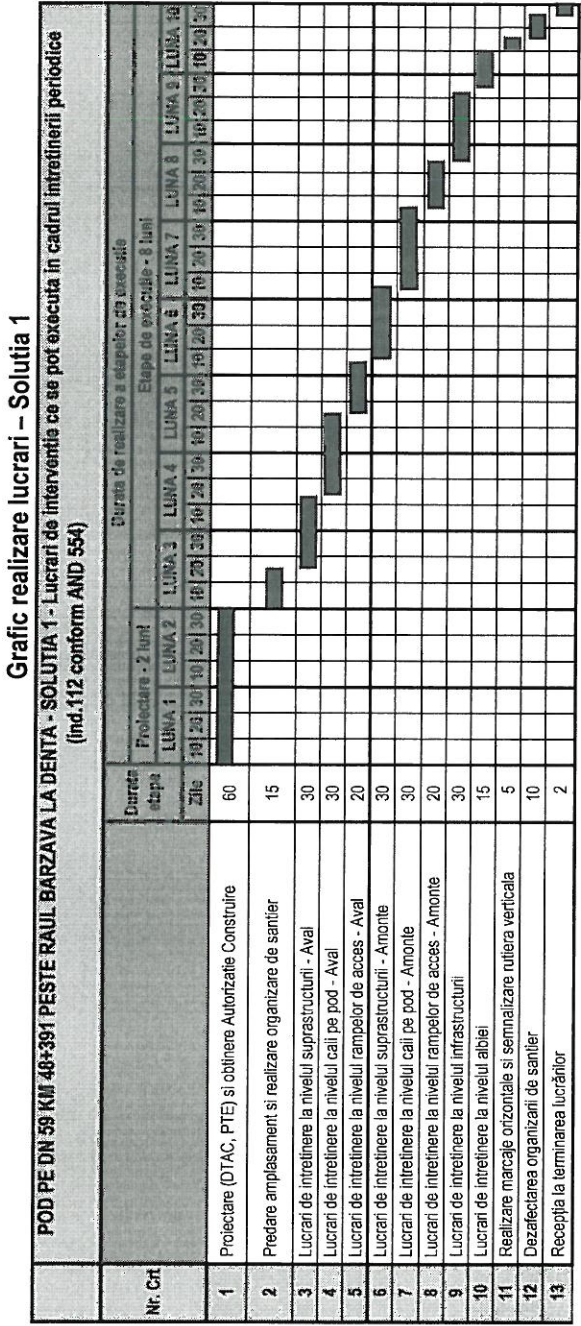 Grafic realizare lucrari – Solutia 1
POD PE DN 59 KM 48+391 PESTE RAUL BARZAVA LA DENTA - SOLUTIA 1 - Lucrari de interventie ce se pot executa in cadrul intretinerii periodice
(ind.112 conform AND 554)
Nr. Crt
Durata
etape
Zile
Durata de realizare a etapelor de executie
Proiectare - 2 luni
Etape de executie - 8 luni
LUNA 1 LUNA 2 LUNA 3 LUNA 4 LUNA 5 LUNA 6 LUNA 7 LUNA 8 LUNA 9 LUNA 10
10 20 30 10 20 30 10 20 30 10 20 30 10 20 30 10 20 30 10 20 30 10 20 30 10 20 30 10 20 30
1 Proiectare (DTAC, PTE) si obtinere Autorizatie Construire 60
2 Predare amplasament si realizare organizare de santier 15
3 Lucrari de intretinere la nivelul suprastructurii - Aval 30
4 Lucrari de intretinere la nivelul caii pe pod - Aval 30
5 Lucrari de intretinere la nivelul rampelor de acces - Aval 20
6 Lucrari de intretinere la nivelul suprastructurii - Amonte 30
7 Lucrari de intretinere la nivelul caii pe pod - Amonte 30
8 Lucrari de intretinere la nivelul rampelor de acces - Amonte 20
9 Lucrari de intretinere la nivelul infrastructurii 30
10 Lucrari de intretinere la nivelul albiei 15
11 Realizare marcaje orizontale si semnalizare rutiera verticala 5
12 Dezafectarea organizarii de santier 10
13 Recepția la terminarea lucrărilor 2